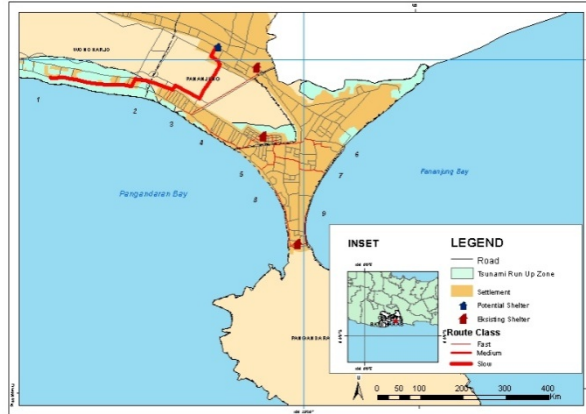 WONOHARJO
PANANJUNG
1
2
3
4
5
8
6
7
9
Pangandaran Bay
Pananjung Bay
PANGANDARAN
INSET
LEGEND
Road
Tsunami Run Up Zone
Settlement
Potential Shelter
Eksisting Shelter
Route Class
Fast
Medium
Slow
0 50 100 200 300 400
Km